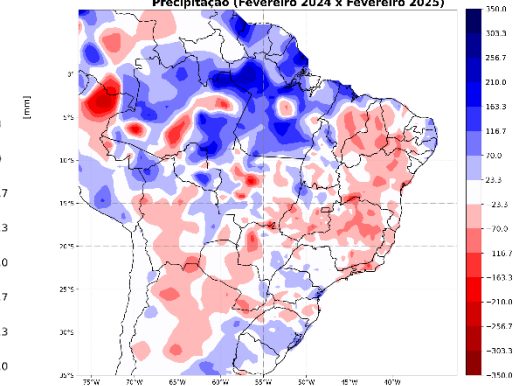 Precipitação (Fevereiro 2024 x Fevereiro 2025)
[mm]
350.0
303.3
256.7
210.0
163.3
116.7
70.0
23.3
−23.3
−70.0
−116.7
−163.3
−210.0
−256.7
−303.3
−350.0
0°
5°S
10°S
15°S
20°S
25°S
30°S
35°S
75°W
70°W
65°W
60°W
55°W
50°W
45°W
40°W